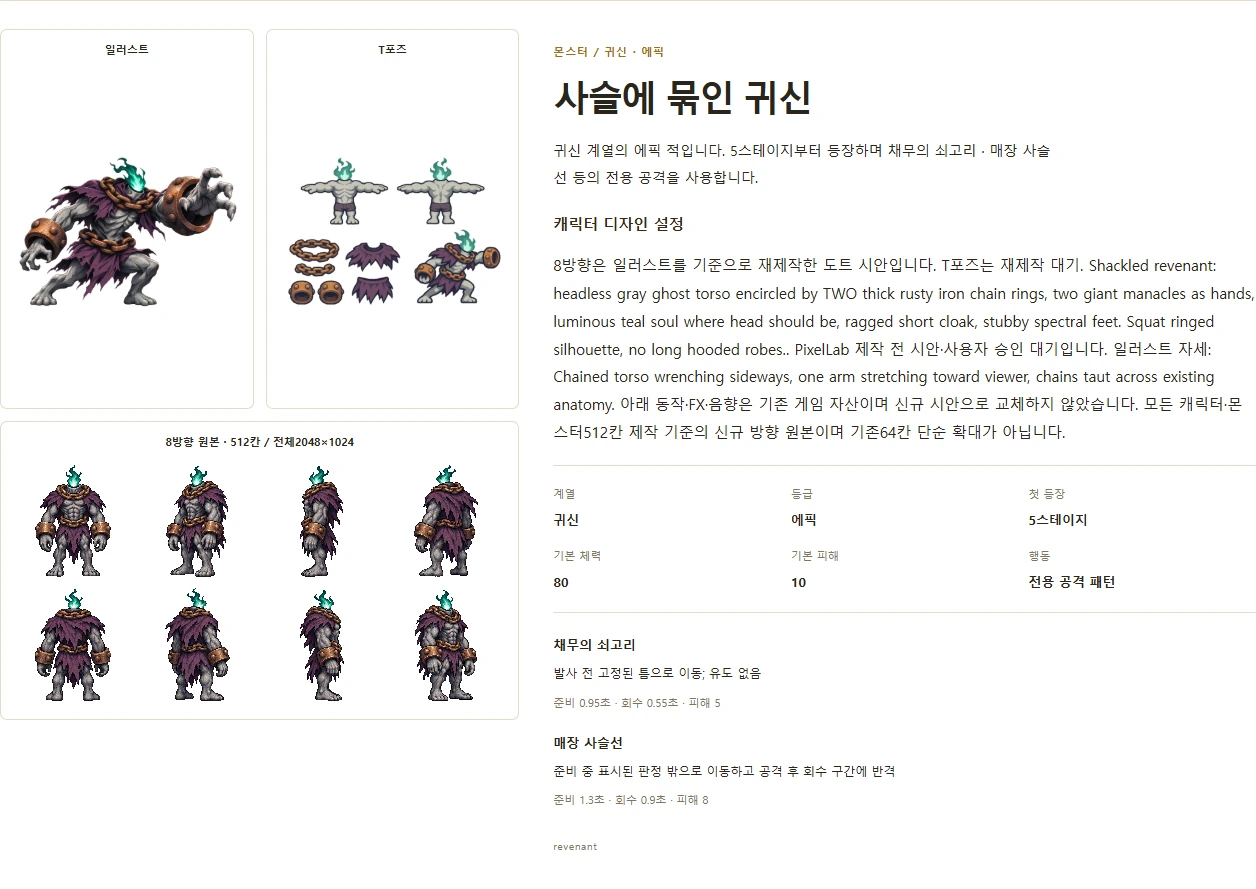 일러스트
T포즈
8방향 원본 · 512칸 / 전체2048×1024
몬스터 / 귀신 · 에픽
사슬에 묶인 귀신
귀신 계열의 에픽 적입니다. 5스테이지부터 등장하며 채무의 쇠고리 · 매장 사슬
선 등의 전용 공격을 사용합니다.
캐릭터 디자인 설정
8방향은 일러스트를 기준으로 재제작한 도트 시안입니다. T포즈는 재제작 대기. Shackled revenant:
headless gray ghost torso encircled by TWO thick rusty iron chain rings, two giant manacles as hands,
luminous teal soul where head should be, ragged short cloak, stubby spectral feet. Squat ringed
silhouette, no long hooded robes.. PixelLab 제작 전 시안·사용자 승인 대기입니다. 일러스트 자세:
Chained torso wrenching sideways, one arm stretching toward viewer, chains taut across existing
anatomy. 아래 동작·FX·음향은 기존 게임 자산이며 신규 시안으로 교체하지 않았습니다. 모든 캐릭터·몬
스터512칸 제작 기준의 신규 방향 원본이며 기존64칸 단순 확대가 아닙니다.
계열
등급
첫 등장
귀신
에픽
5스테이지
기본 체력
기본 피해
행동
80
10
전용 공격 패턴
채무의 쇠고리
발사 전 고정된 틈으로 이동; 유도 없음
준비 0.95초 · 회수 0.55초 · 피해 5
매장 사슬선
준비 중 표시된 판정 밖으로 이동하고 공격 후 회수 구간에 반격
준비 1.3초 · 회수 0.9초 · 피해 8
revenant